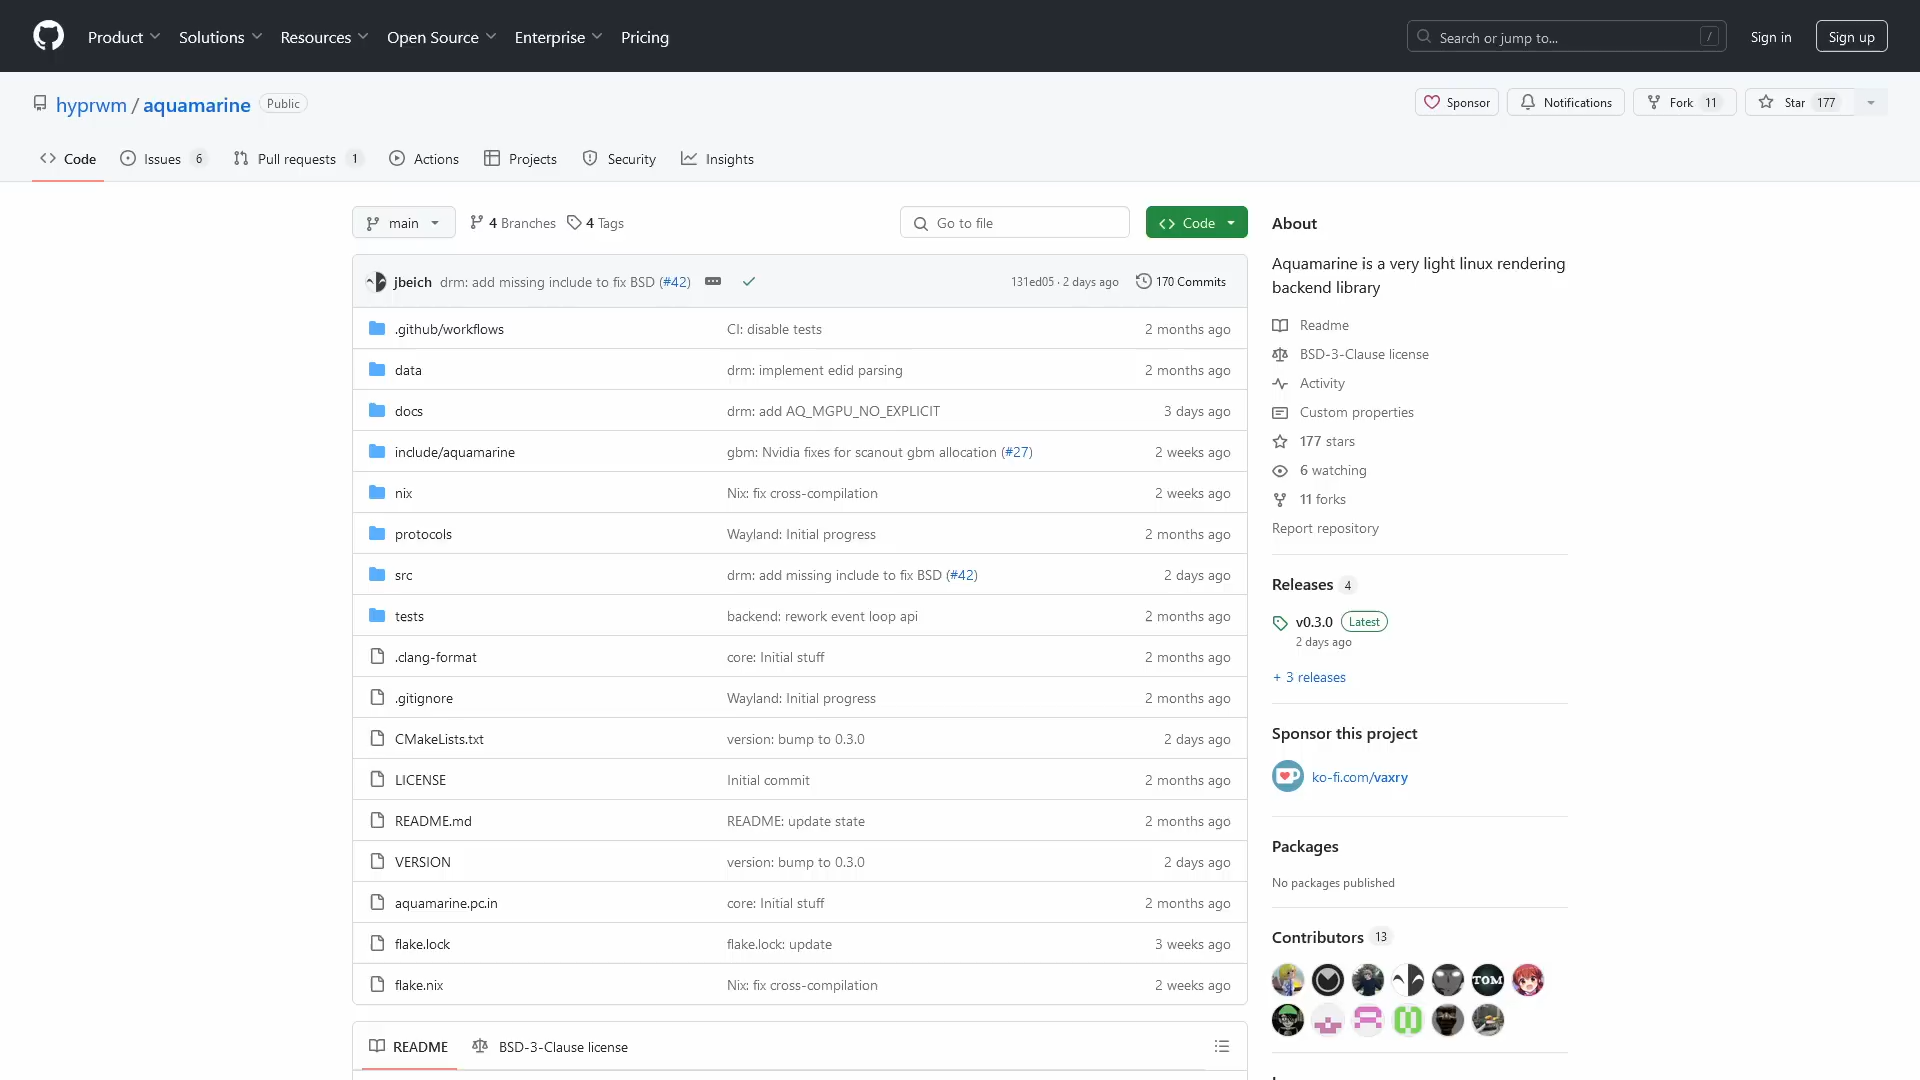 Product
Solutions
Resources
Open Source
Enterprise
Pricing
Search or jump to...
/
Sign in
Sign up
hyprwm / aquamarine Public
Sponsor
Notifications
Fork 11
Star 177
Code
Issues 6
Pull requests 1
Actions
Projects
Security
Insights
main
4 Branches
4 Tags
Go to file
Code
jbeich drm: add missing include to fix BSD (#42) 131ed05 · 2 days ago 170 Commits
.github/workflows CI: disable tests 2 months ago
data drm: implement edid parsing 2 months ago
docs drm: add AQ_MGPU_NO_EXPLICIT 3 days ago
include/aquamarine gbm: Nvidia fixes for scanout gbm allocation (#27) 2 weeks ago
nix Nix: fix cross-compilation 2 weeks ago
protocols Wayland: Initial progress 2 months ago
src drm: add missing include to fix BSD (#42) 2 days ago
tests backend: rework event loop api 2 months ago
.clang-format core: Initial stuff 2 months ago
.gitignore Wayland: Initial progress 2 months ago
CMakeLists.txt version: bump to 0.3.0 2 days ago
LICENSE Initial commit 2 months ago
README.md README: update state 2 months ago
VERSION version: bump to 0.3.0 2 days ago
aquamarine.pc.in core: Initial stuff 2 months ago
flake.lock flake.lock: update 3 weeks ago
flake.nix Nix: fix cross-compilation 2 weeks ago
README
BSD-3-Clause license
About
Aquamarine is a very light linux rendering
backend library
Readme
BSD-3-Clause license
Activity
Custom properties
177 stars
6 watching
11 forks
Report repository
Releases 4
v0.3.0 Latest
2 days ago
+ 3 releases
Sponsor this project
ko-fi.com/vaxry
Packages
No packages published
Contributors 13
TOM